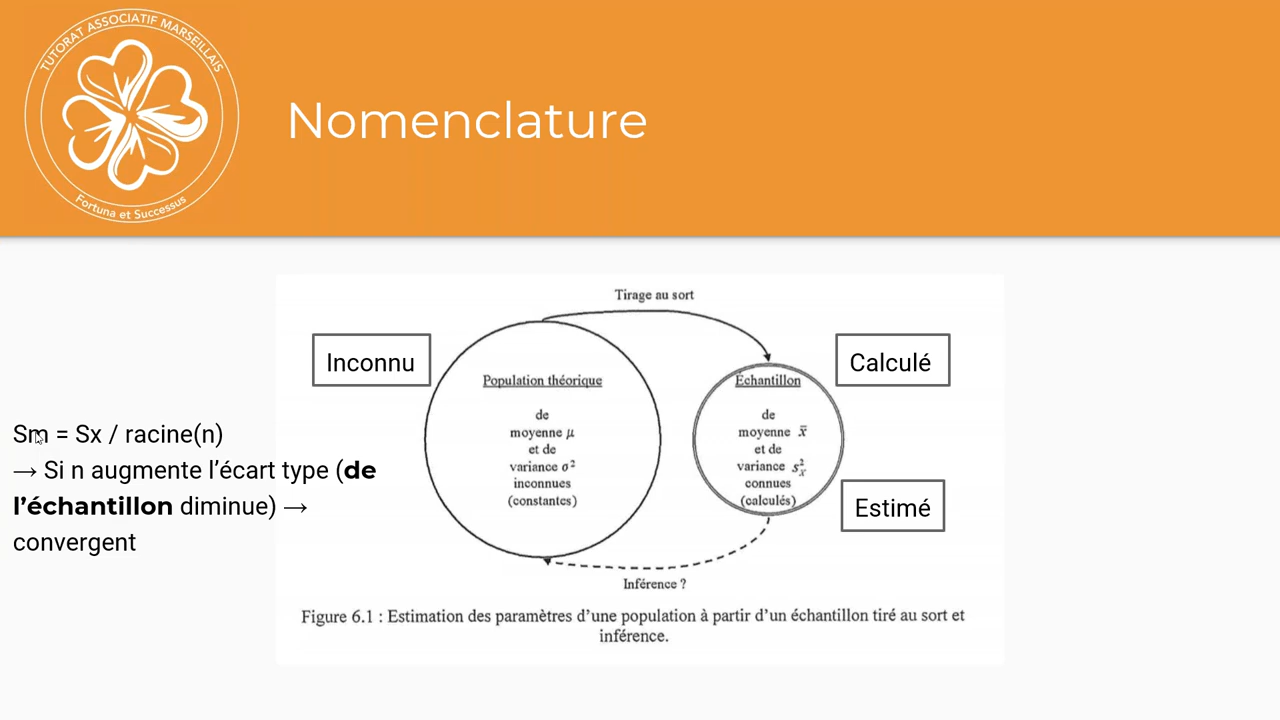 TUTORAT ASSOCIATIF MARSEILLAIS
Fortuna et Successus
Nomenclature
Tirage au sort
Inconnu
Calculé
Population théorique
de
moyenne μ
et de
variance σ²
inconnues
(constantes)
Échantillon
de
moyenne x̄
et de
variance s²ₓ
connues
(calculés)
Sm = Sx / racine(n)
→ Si n augmente l’écart type (de
l’échantillon diminue) →
convergent
Estimé
Inférence ?
Figure 6.1 : Estimation des paramètres d’une population à partir d’un échantillon tiré au sort et
inférence.